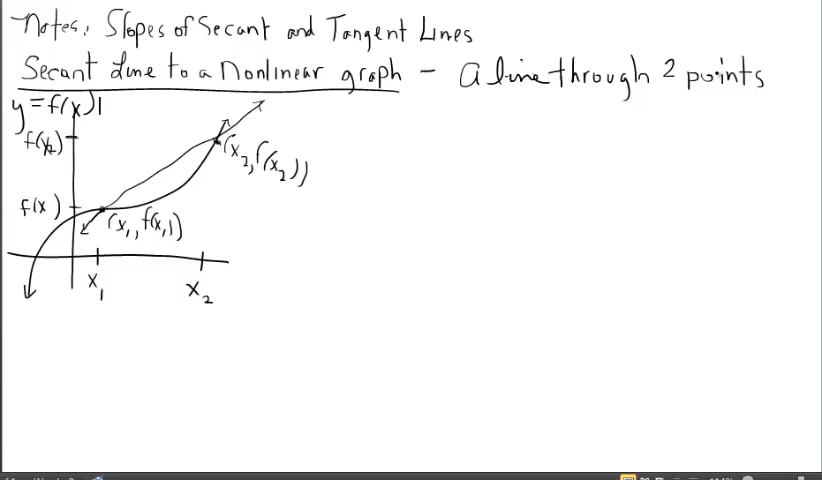 Notes: Slopes of Secant and Tangent Lines
Secant Line to a Nonlinear graph - A line through 2 points
y=f(x)
f(x₂)
(x₂, f(x₂))
f(x)
(x₁, f(x₁))
x₁
x₂